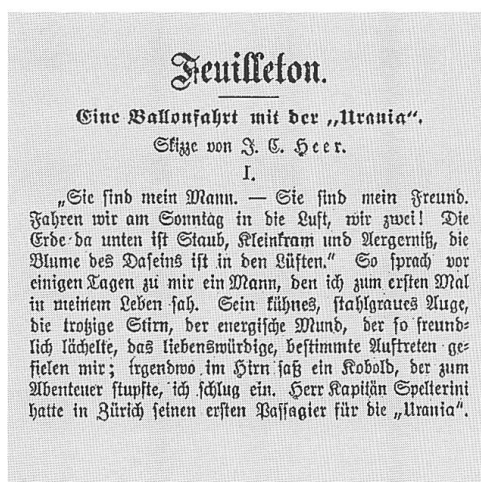 Feuilleton.
Eine Ballonfahrt mit der „Urania“.
Skizze von J. C. Heer.
I.
„Sie sind mein Mann. — Sie sind mein Freund.
Fahren wir am Sonntag in die Luft, wir zwei! Die
Erde da unten ist Staub, Kleinkram und Aergerniß, die
Blume des Daseins ist in den Lüften.“ So sprach vor
einigen Tagen zu mir ein Mann, den ich zum ersten Mal
in meinem Leben sah. Sein kühnes, stahlgraues Auge,
die trotzige Stirn, der energische Mund, der so freund-
lich lächelte, das liebenswürdige, bestimmte Auftreten ge-
fielen mir; irgendwo im Hirn saß ein Kobold, der zum
Abenteuer stupfte, ich schlug ein. Herr Kapitän Spelterini
hatte in Zürich seinen ersten Passagier für die „Urania“.